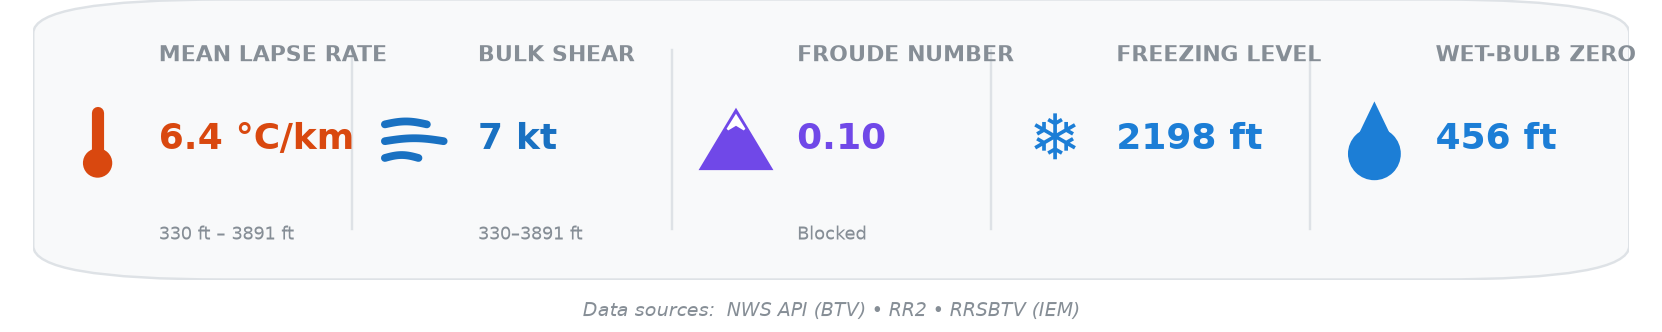 MEAN LAPSE RATE
6.4 °C/km
330 ft – 3891 ft
BULK SHEAR
7 kt
330–3891 ft
FROUDE NUMBER
0.10
Blocked
FREEZING LEVEL
2198 ft
WET-BULB ZERO
456 ft
Data sources:  NWS API (BTV) • RR2 • RRSBTV (IEM)